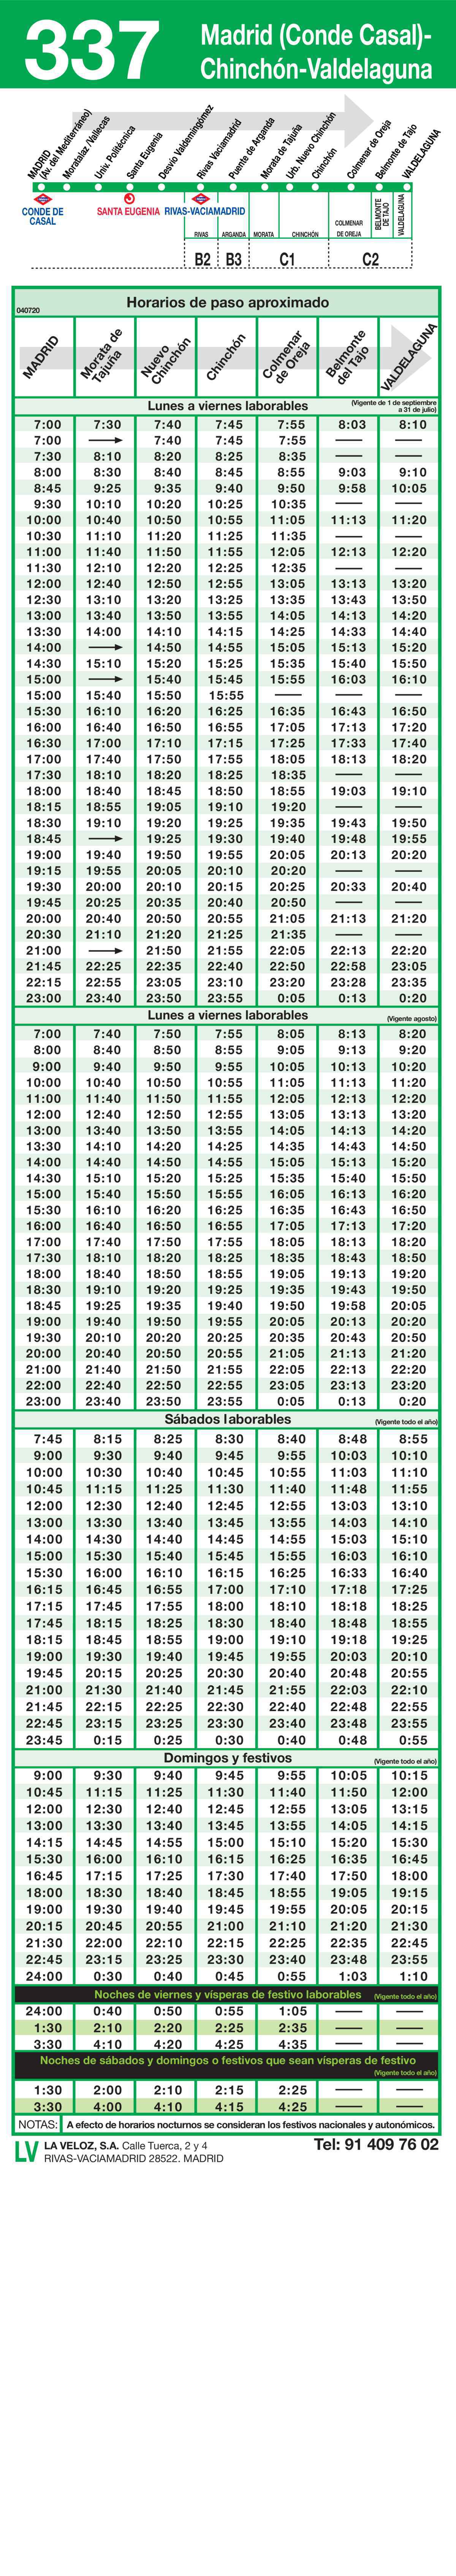 337
Madrid (Conde Casal)-
Chinchón-Valdelaguna
MADRID
(Av. del Mediterráneo)
Moratalaz /Vallecas
Univ. Politécnica
Santa Eugenia
Desvío Valdemingómez
Rivas Vaciamadrid
Puente de Arganda
Morata de Tajuña
Urb. Nuevo Chinchón
Chinchón
Colmenar de Oreja
Belmonte de Tajo
VALDELAGUNA
CONDE DE
CASAL
SANTA EUGENIA RIVAS-VACIAMADRID
RIVAS ARGANDA MORATA CHINCHÓN
COLMENAR
DE OREJA
BELMONTE
DE TAJO
VALDELAGUNA
B2 B3 C1 C2
040720
Horarios de paso aproximado
MADRID
Morata de
Tajuña
Nuevo
Chinchón
Chinchón
Colmenar
de Oreja
Belmonte
del Tajo
VALDELAGUNA
Lunes a viernes laborables (Vigente de 1 de septiembre
a 31 de julio)
7:00 7:30 7:40 7:45 7:55 8:03 8:10
7:00 → 7:40 7:45 7:55 — —
7:30 8:10 8:20 8:25 8:35 — —
8:00 8:30 8:40 8:45 8:55 9:03 9:10
8:45 9:25 9:35 9:40 9:50 9:58 10:05
9:30 10:10 10:20 10:25 10:35 — —
10:00 10:40 10:50 10:55 11:05 11:13 11:20
10:30 11:10 11:20 11:25 11:35 — —
11:00 11:40 11:50 11:55 12:05 12:13 12:20
11:30 12:10 12:20 12:25 12:35 — —
12:00 12:40 12:50 12:55 13:05 13:13 13:20
12:30 13:10 13:20 13:25 13:35 13:43 13:50
13:00 13:40 13:50 13:55 14:05 14:13 14:20
13:30 14:00 14:10 14:15 14:25 14:33 14:40
14:00 → 14:50 14:55 15:05 15:13 15:20
14:30 15:10 15:20 15:25 15:35 15:40 15:50
15:00 → 15:40 15:45 15:55 16:03 16:10
15:00 15:40 15:50 15:55 — — —
15:30 16:10 16:20 16:25 16:35 16:43 16:50
16:00 16:40 16:50 16:55 17:05 17:13 17:20
16:30 17:00 17:10 17:15 17:25 17:33 17:40
17:00 17:40 17:50 17:55 18:05 18:13 18:20
17:30 18:10 18:20 18:25 18:35 — —
18:00 18:40 18:45 18:50 18:55 19:03 19:10
18:15 18:55 19:05 19:10 19:20 — —
18:30 19:10 19:20 19:25 19:35 19:43 19:50
18:45 → 19:25 19:30 19:40 19:48 19:55
19:00 19:40 19:50 19:55 20:05 20:13 20:20
19:15 19:55 20:05 20:10 20:20 — —
19:30 20:00 20:10 20:15 20:25 20:33 20:40
19:45 20:25 20:35 20:40 20:50 — —
20:00 20:40 20:50 20:55 21:05 21:13 21:20
20:30 21:10 21:20 21:25 21:35 — —
21:00 → 21:50 21:55 22:05 22:13 22:20
21:45 22:25 22:35 22:40 22:50 22:58 23:05
22:15 22:55 23:05 23:10 23:20 23:28 23:35
23:00 23:40 23:50 23:55 0:05 0:13 0:20
Lunes a viernes laborables (Vigente agosto)
7:00 7:40 7:50 7:55 8:05 8:13 8:20
8:00 8:40 8:50 8:55 9:05 9:13 9:20
9:00 9:40 9:50 9:55 10:05 10:13 10:20
10:00 10:40 10:50 10:55 11:05 11:13 11:20
11:00 11:40 11:50 11:55 12:05 12:13 12:20
12:00 12:40 12:50 12:55 13:05 13:13 13:20
13:00 13:40 13:50 13:55 14:05 14:13 14:20
13:30 14:10 14:20 14:25 14:35 14:43 14:50
14:00 14:40 14:50 14:55 15:05 15:13 15:20
14:30 15:10 15:20 15:25 15:35 15:40 15:50
15:00 15:40 15:50 15:55 16:05 16:13 16:20
15:30 16:10 16:20 16:25 16:35 16:43 16:50
16:00 16:40 16:50 16:55 17:05 17:13 17:20
17:00 17:40 17:50 17:55 18:05 18:13 18:20
17:30 18:10 18:20 18:25 18:35 18:43 18:50
18:00 18:40 18:50 18:55 19:05 19:13 19:20
18:30 19:10 19:20 19:25 19:35 19:43 19:50
18:45 19:25 19:35 19:40 19:50 19:58 20:05
19:00 19:40 19:50 19:55 20:05 20:13 20:20
19:30 20:10 20:20 20:25 20:35 20:43 20:50
20:00 20:40 20:50 20:55 21:05 21:13 21:20
21:00 21:40 21:50 21:55 22:05 22:13 22:20
22:00 22:40 22:50 22:55 23:05 23:13 23:20
23:00 23:40 23:50 23:55 0:05 0:13 0:20
Sábados laborables (Vigente todo el año)
7:45 8:15 8:25 8:30 8:40 8:48 8:55
9:00 9:30 9:40 9:45 9:55 10:03 10:10
10:00 10:30 10:40 10:45 10:55 11:03 11:10
10:45 11:15 11:25 11:30 11:40 11:48 11:55
12:00 12:30 12:40 12:45 12:55 13:03 13:10
13:00 13:30 13:40 13:45 13:55 14:03 14:10
14:00 14:30 14:40 14:45 14:55 15:03 15:10
15:00 15:30 15:40 15:45 15:55 16:03 16:10
15:30 16:00 16:10 16:15 16:25 16:33 16:40
16:15 16:45 16:55 17:00 17:10 17:18 17:25
17:15 17:45 17:55 18:00 18:10 18:18 18:25
17:45 18:15 18:25 18:30 18:40 18:48 18:55
18:15 18:45 18:55 19:00 19:10 19:18 19:25
19:00 19:30 19:40 19:45 19:55 20:03 20:10
19:45 20:15 20:25 20:30 20:40 20:48 20:55
21:00 21:30 21:40 21:45 21:55 22:03 22:10
21:45 22:15 22:25 22:30 22:40 22:48 22:55
22:45 23:15 23:25 23:30 23:40 23:48 23:55
23:45 0:15 0:25 0:30 0:40 0:48 0:55
Domingos y festivos (Vigente todo el año)
9:00 9:30 9:40 9:45 9:55 10:05 10:15
10:45 11:15 11:25 11:30 11:40 11:50 12:00
12:00 12:30 12:40 12:45 12:55 13:05 13:15
13:00 13:30 13:40 13:45 13:55 14:05 14:15
14:15 14:45 14:55 15:00 15:10 15:20 15:30
15:30 16:00 16:10 16:15 16:25 16:35 16:45
16:45 17:15 17:25 17:30 17:40 17:50 18:00
18:00 18:30 18:40 18:45 18:55 19:05 19:15
19:00 19:30 19:40 19:45 19:55 20:05 20:15
20:15 20:45 20:55 21:00 21:10 21:20 21:30
21:30 22:00 22:10 22:15 22:25 22:35 22:45
22:45 23:15 23:25 23:30 23:40 23:48 23:55
24:00 0:30 0:40 0:45 0:55 1:03 1:10
Noches de viernes y vísperas de festivo laborables (Vigente todo el año)
24:00 0:40 0:50 0:55 1:05 — —
1:30 2:10 2:20 2:25 2:35 — —
3:30 4:10 4:20 4:25 4:35 — —
Noches de sábados y domingos o festivos que sean vísperas de festivo
(Vigente todo el año)
1:30 2:00 2:10 2:15 2:25 — —
3:30 4:00 4:10 4:15 4:25 — —
NOTAS: A efecto de horarios nocturnos se consideran los festivos nacionales y autonómicos.
LV LA VELOZ, S.A. Calle Tuerca, 2 y 4 Tel: 91 409 76 02
RIVAS-VACIAMADRID 28522. MADRID